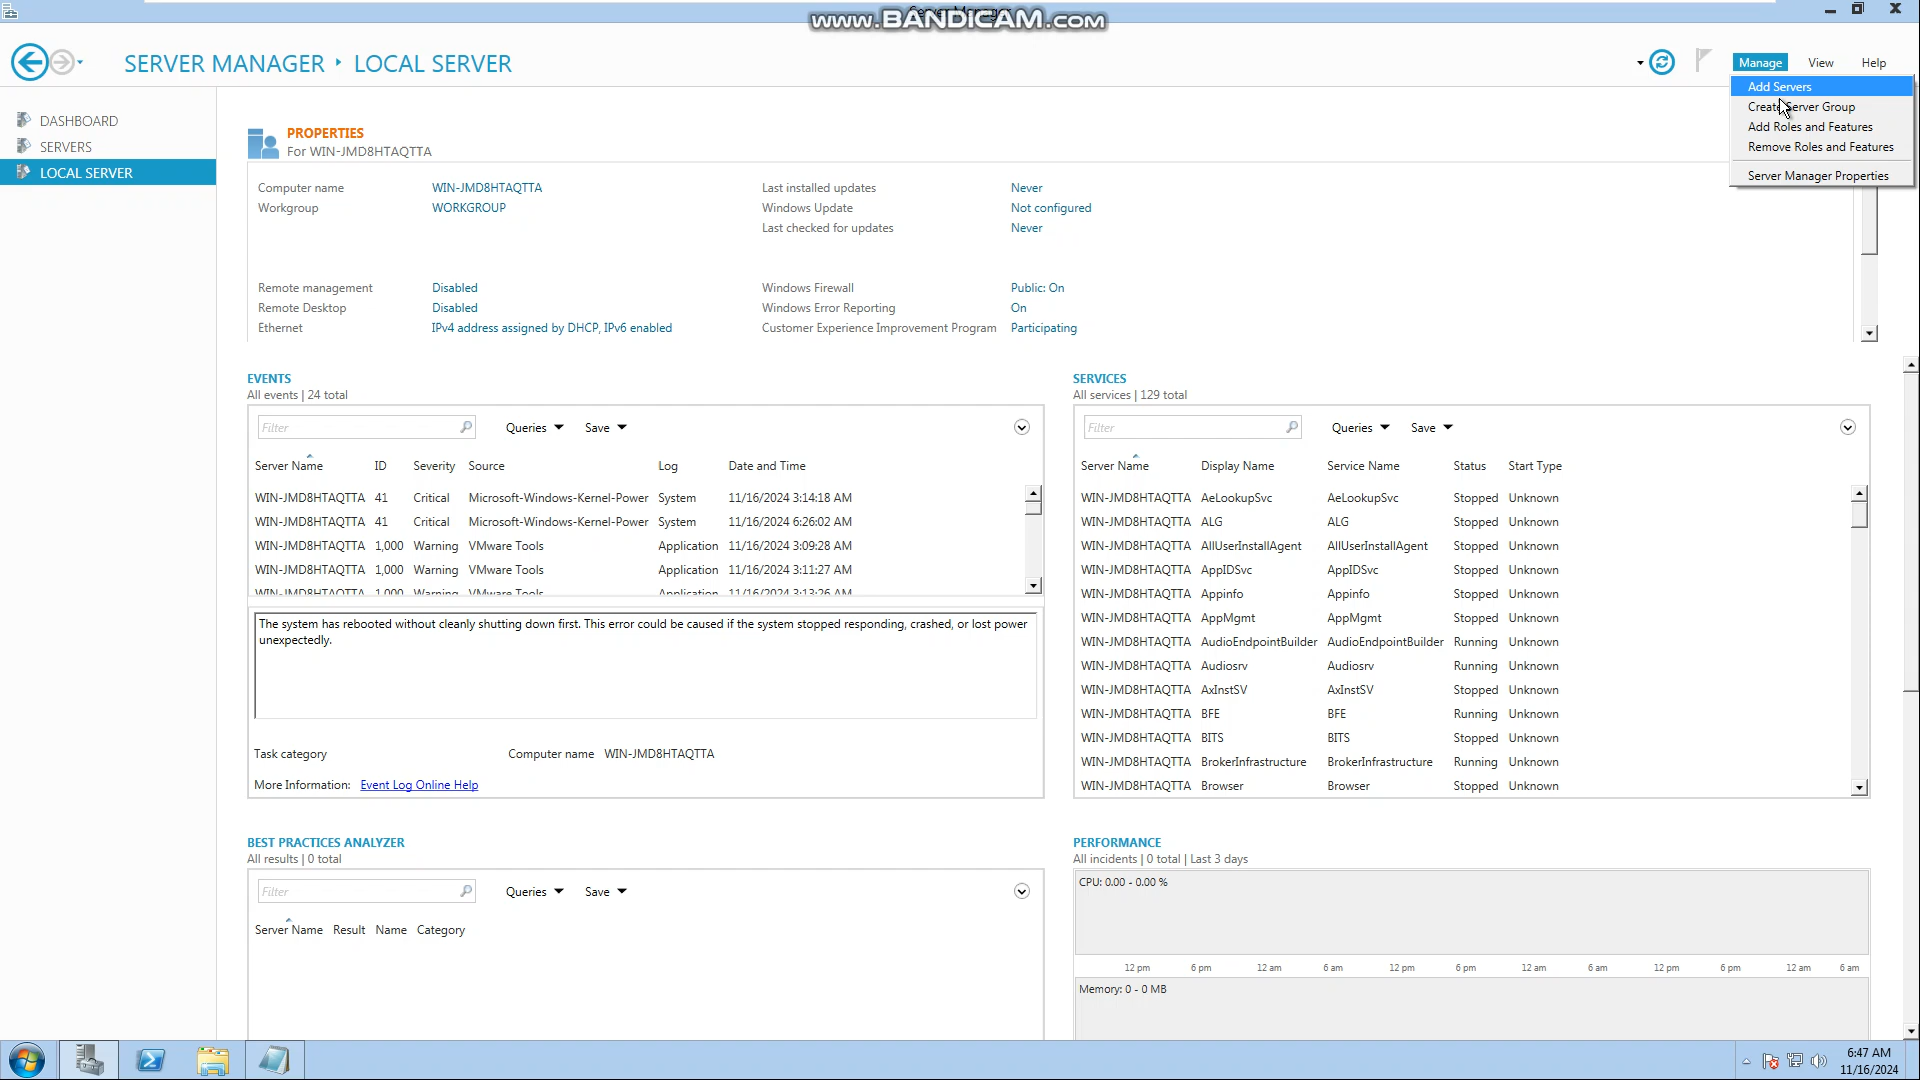 www.BANDICAM.com
SERVER MANAGER
LOCAL SERVER
Manage
View
Help
Add Servers
Create Server Group
Add Roles and Features
Remove Roles and Features
Server Manager Properties
DASHBOARD
SERVERS
LOCAL SERVER
PROPERTIES
For WIN-JMD8HTAQTTA
Computer name WIN-JMD8HTAQTTA Last installed updates Never
Workgroup WORKGROUP Windows Update Not configured
Last checked for updates Never
Remote management Disabled Windows Firewall Public: On
Remote Desktop Disabled Windows Error Reporting On
Ethernet IPv4 address assigned by DHCP, IPv6 enabled Customer Experience Improvement Program Participating
EVENTS
All events | 24 total
Filter Queries Save
Server Name ID Severity Source Log Date and Time
WIN-JMD8HTAQTTA 41 Critical Microsoft-Windows-Kernel-Power System 11/16/2024 3:14:18 AM
WIN-JMD8HTAQTTA 41 Critical Microsoft-Windows-Kernel-Power System 11/16/2024 6:26:02 AM
WIN-JMD8HTAQTTA 1,000 Warning VMware Tools Application 11/16/2024 3:09:28 AM
WIN-JMD8HTAQTTA 1,000 Warning VMware Tools Application 11/16/2024 3:11:27 AM
WIN-JMD8HTAQTTA 1,000 Warning VMware Tools Application 11/16/2024 3:13:26 AM
The system has rebooted without cleanly shutting down first. This error could be caused if the system stopped responding, crashed, or lost power
unexpectedly.
Task category Computer name WIN-JMD8HTAQTTA
More Information: Event Log Online Help
SERVICES
All services | 129 total
Filter Queries Save
Server Name Display Name Service Name Status Start Type
WIN-JMD8HTAQTTA AeLookupSvc AeLookupSvc Stopped Unknown
WIN-JMD8HTAQTTA ALG ALG Stopped Unknown
WIN-JMD8HTAQTTA AllUserInstallAgent AllUserInstallAgent Stopped Unknown
WIN-JMD8HTAQTTA AppIDSvc AppIDSvc Stopped Unknown
WIN-JMD8HTAQTTA Appinfo Appinfo Stopped Unknown
WIN-JMD8HTAQTTA AppMgmt AppMgmt Stopped Unknown
WIN-JMD8HTAQTTA AudioEndpointBuilder AudioEndpointBuilder Running Unknown
WIN-JMD8HTAQTTA Audiosrv Audiosrv Running Unknown
WIN-JMD8HTAQTTA AxInstSV AxInstSV Stopped Unknown
WIN-JMD8HTAQTTA BFE BFE Running Unknown
WIN-JMD8HTAQTTA BITS BITS Stopped Unknown
WIN-JMD8HTAQTTA BrokerInfrastructure BrokerInfrastructure Running Unknown
WIN-JMD8HTAQTTA Browser Browser Stopped Unknown
BEST PRACTICES ANALYZER
All results | 0 total
Filter Queries Save
Server Name Result Name Category
PERFORMANCE
All incidents | 0 total | Last 3 days
CPU: 0.00 - 0.00 %
12 pm 6 pm 12 am 6 am 12 pm 6 pm 12 am 6 am 12 pm 6 pm 12 am 6 am
Memory: 0 - 0 MB
6:47 AM
11/16/2024